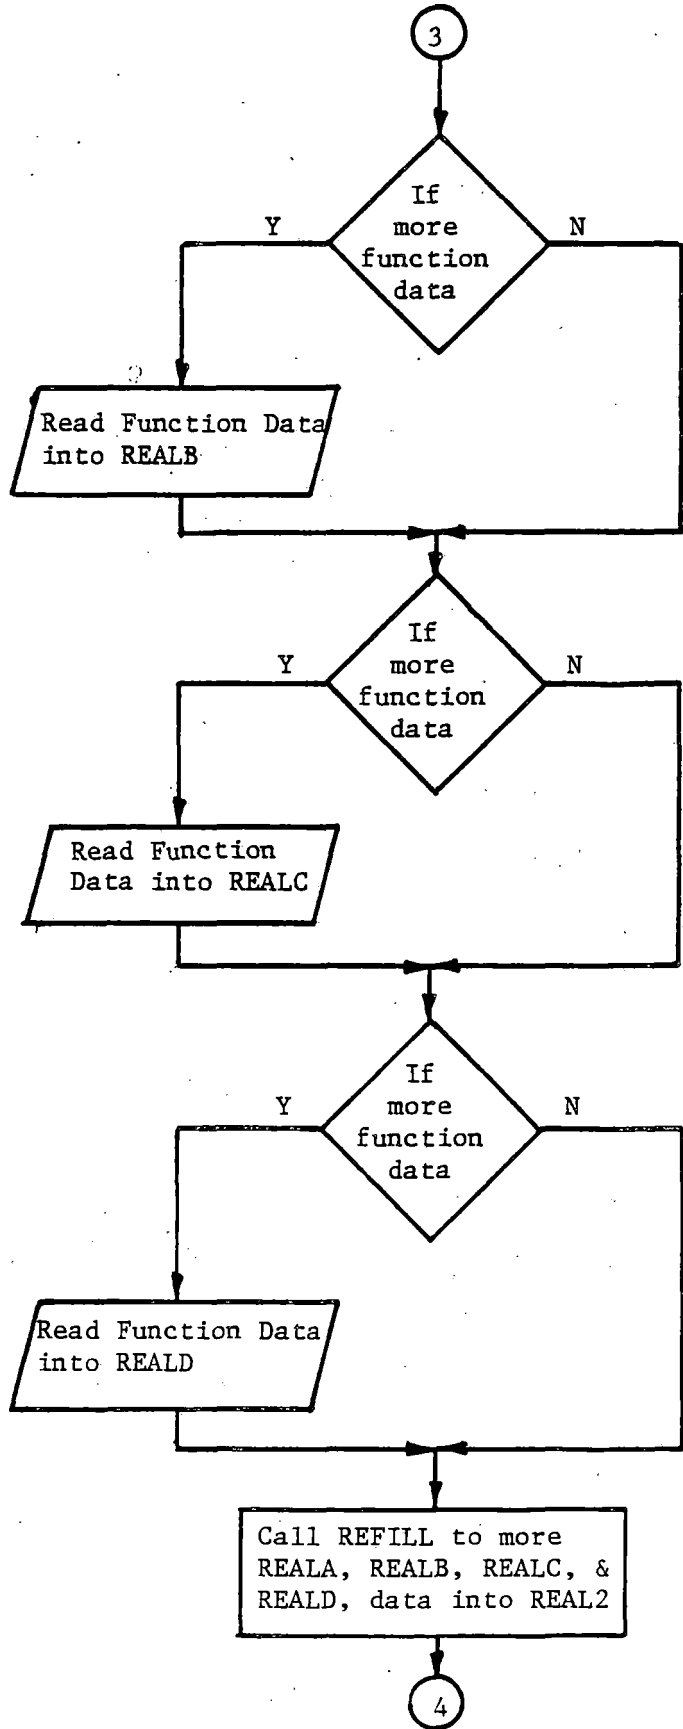 3
If
more
function
data
Y
N
Read Function Data
into REALB
If
more
function
data
Y
N
Read Function
Data into REALC
If
more
function
data
Y
N
Read Function Data
into REALD
Call REFILL to more
REALA, REALB, REALC, &
REALD, data into REAL2
4